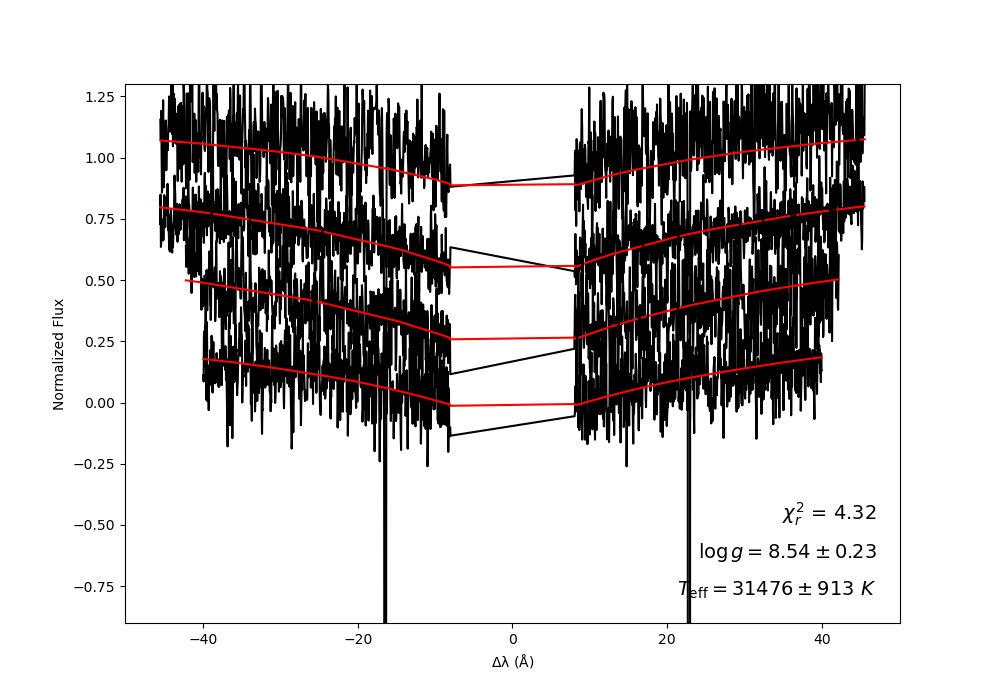 1.25
1.00
0.75
0.50
0.25
0.00
−0.25
−0.50
−0.75
Normalized Flux
χ²ᵣ = 4.32
log g = 8.54 ± 0.23
T_eff = 31476 ± 913 K
−40 −20 0 20 40
Δλ (Å)